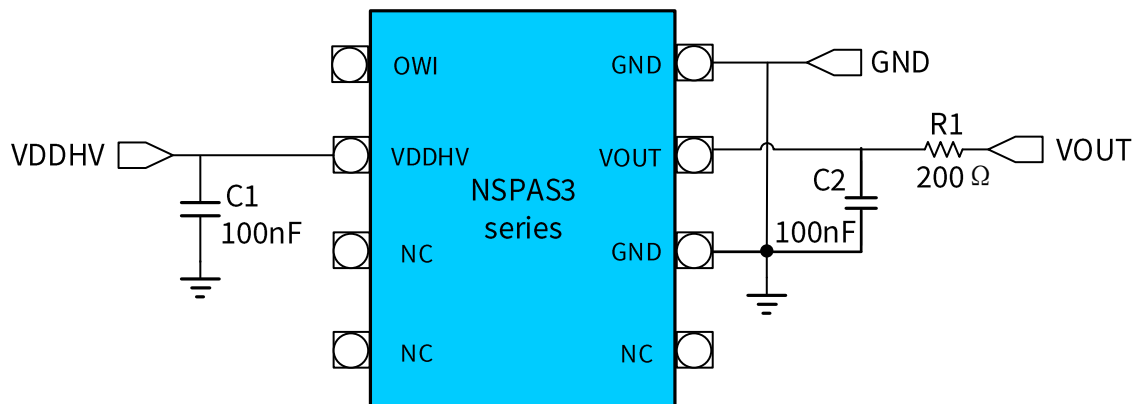 OWI
GND
GND
VDDHV
VDDHV
VOUT
R1
200 Ω
VOUT
C1
100nF
NSPAS3
series
C2
100nF
NC
GND
NC
NC